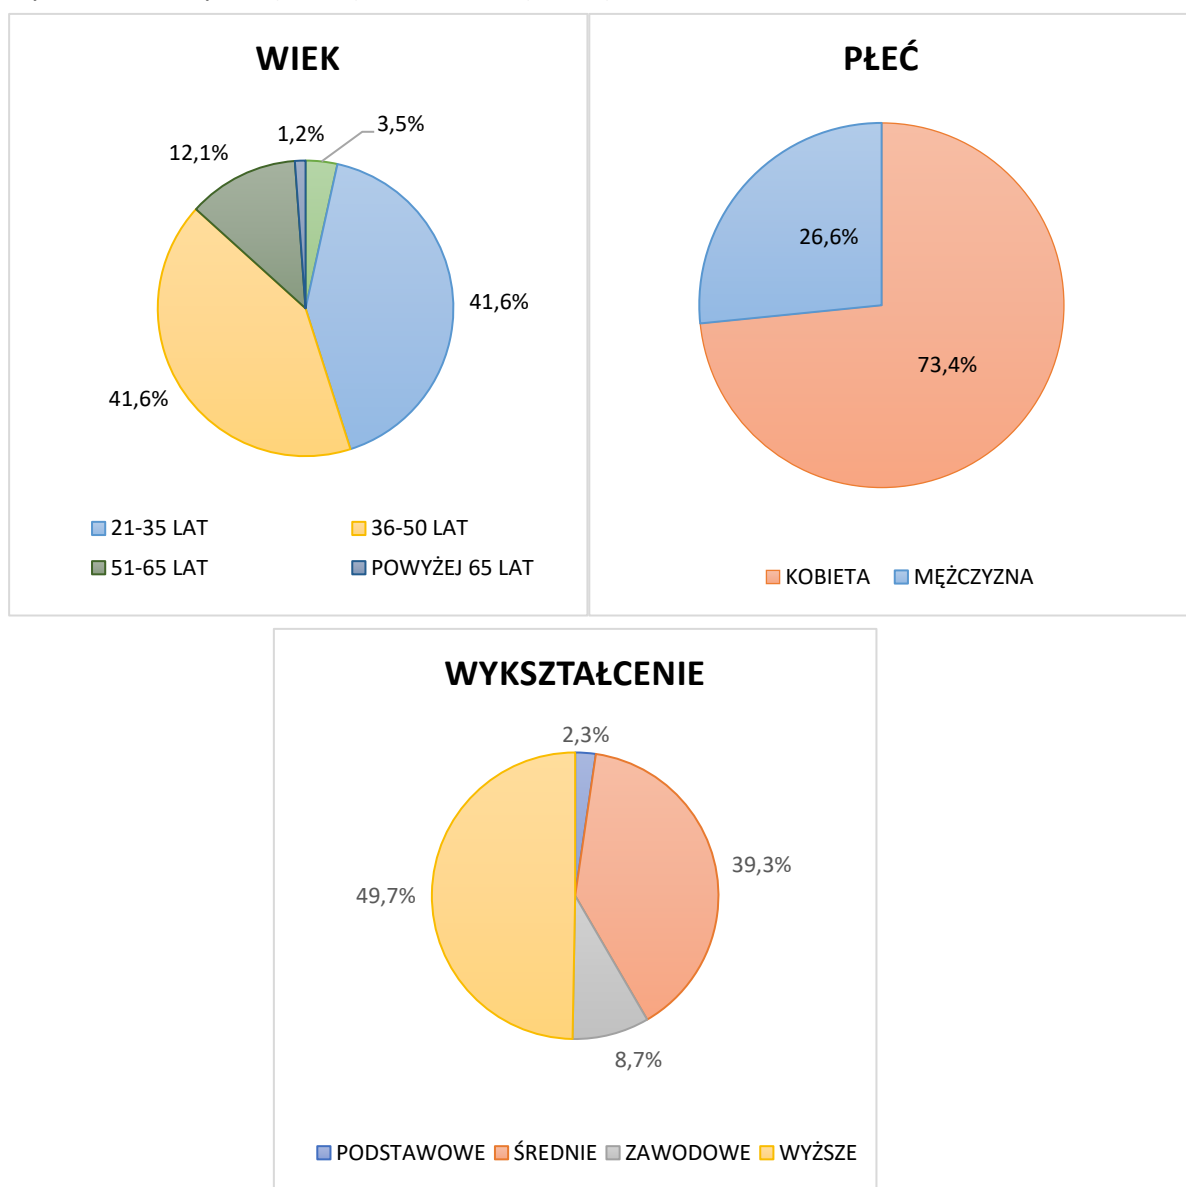 WIEK
1,2%
3,5%
12,1%
41,6%
41,6%
21-35 LAT
36-50 LAT
51-65 LAT
POWYŻEJ 65 LAT
PŁEĆ
26,6%
73,4%
KOBIETA
MĘŻCZYZNA
WYKSZTAŁCENIE
2,3%
39,3%
49,7%
8,7%
PODSTAWOWE
ŚREDNIE
ZAWODOWE
WYŻSZE